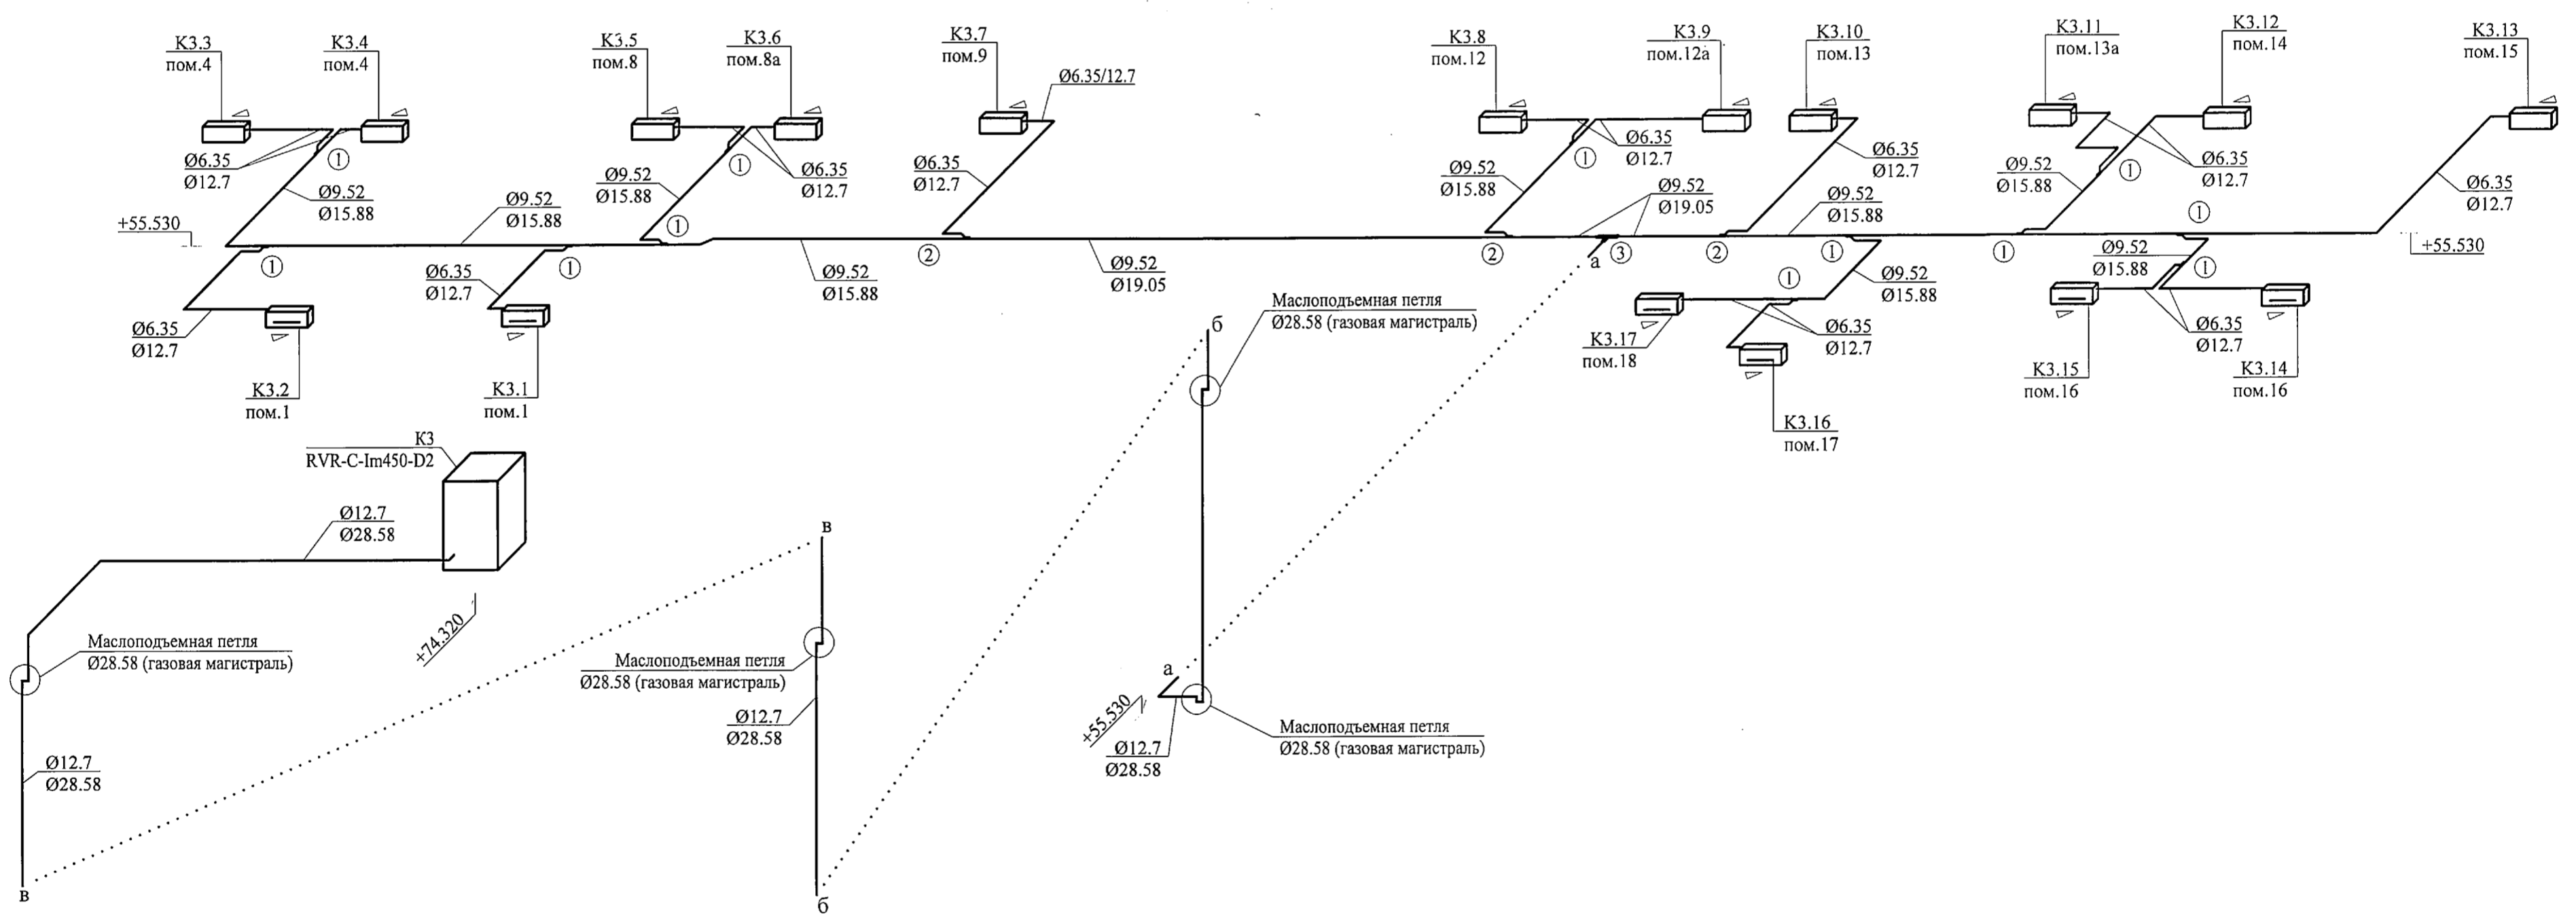 К3.3
пом.4
К3.4
пом.4
К3.5
пом.8
К3.6
пом.8а
К3.7
пом.9
Ø6.35/12.7
К3.8
пом.12
К3.9
пом.12а
К3.10
пом.13
К3.11
пом.13а
К3.12
пом.14
К3.13
пом.15
Ø6.35
Ø12.7
1
Ø9.52
Ø15.88
+55.530
Ø9.52
Ø15.88
1
Ø6.35
Ø12.7
Ø6.35
Ø12.7
1
К3.2
пом.1
К3.1
пом.1
Ø9.52
Ø15.88
1
Ø6.35
Ø12.7
1
Ø6.35
Ø12.7
Ø9.52
Ø15.88
2
Ø9.52
Ø19.05
Ø9.52
Ø15.88
1
Ø6.35
Ø12.7
2
Ø9.52
Ø19.05
а
3
2
Ø6.35
Ø12.7
Ø9.52
Ø15.88
1
1
Ø9.52
Ø15.88
Ø6.35
Ø12.7
К3.17
пом.18
К3.16
пом.17
Ø9.52
Ø15.88
1
Ø6.35
Ø12.7
1
1
Ø9.52
Ø15.88
1
Ø6.35
Ø12.7
К3.15
пом.16
К3.14
пом.16
Ø6.35
Ø12.7
+55.530
К3
RVR-C-Im450-D2
Ø12.7
Ø28.58
+74.320
Маслоподъемная петля
Ø28.58 (газовая магистраль)
Ø12.7
Ø28.58
в
в
Маслоподъемная петля
Ø28.58 (газовая магистраль)
Ø12.7
Ø28.58
б
б
Маслоподъемная петля
Ø28.58 (газовая магистраль)
а
+55.530
Ø12.7
Ø28.58
Маслоподъемная петля
Ø28.58 (газовая магистраль)